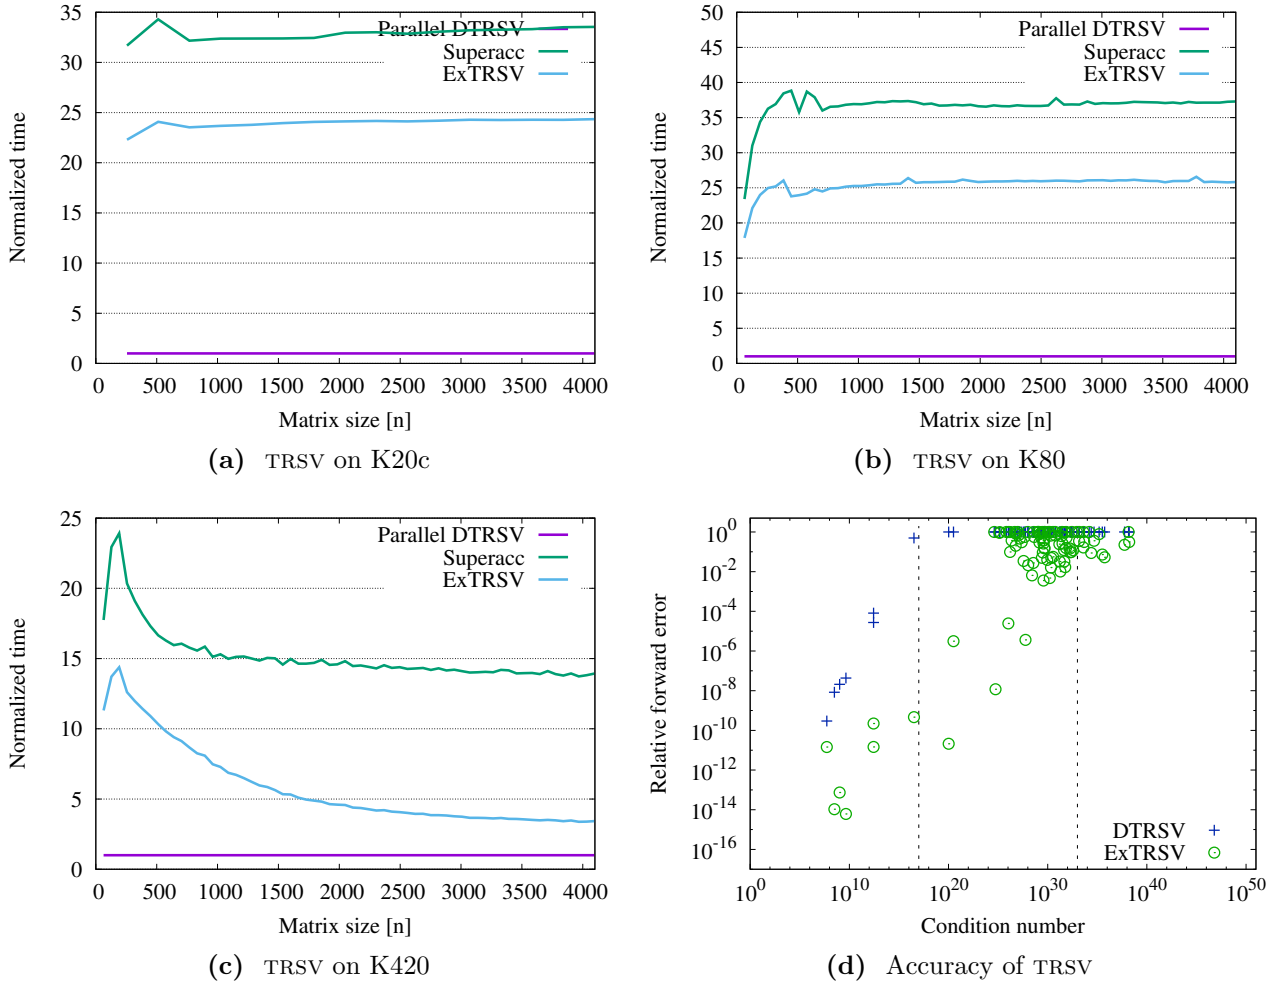 35
30
25
20
15
10
5
0
Normalized time
Parallel DTRSV
Superacc
ExTRSV
0 500 1000 1500 2000 2500 3000 3500 4000
Matrix size [n]
(a) TRSV on K20c
50
45
40
35
30
25
20
15
10
5
0
Normalized time
Parallel DTRSV
Superacc
ExTRSV
0 500 1000 1500 2000 2500 3000 3500 4000
Matrix size [n]
(b) TRSV on K80
25
20
15
10
5
0
Normalized time
Parallel DTRSV
Superacc
ExTRSV
0 500 1000 1500 2000 2500 3000 3500 4000
Matrix size [n]
(c) TRSV on K420
10^0
10^-2
10^-4
10^-6
10^-8
10^-10
10^-12
10^-14
10^-16
Relative forward error
DTRSV
ExTRSV
10^0 10^10 10^20 10^30 10^40 10^50
Condition number
(d) Accuracy of TRSV